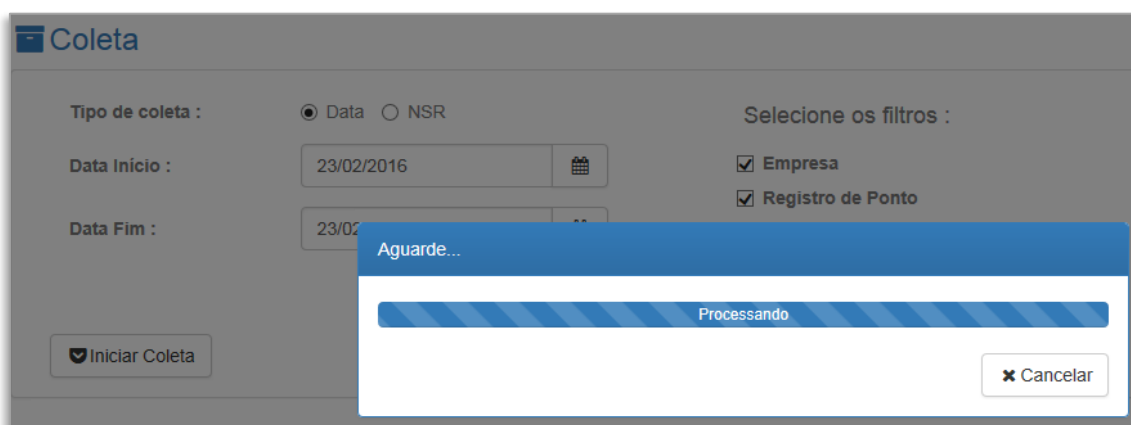 Coleta
Tipo de coleta : Data NSR
Selecione os filtros :
Data Início : 23/02/2016
Empresa
Registro de Ponto
Data Fim : 23/02
Aguarde...
Processando
Iniciar Coleta
Cancelar